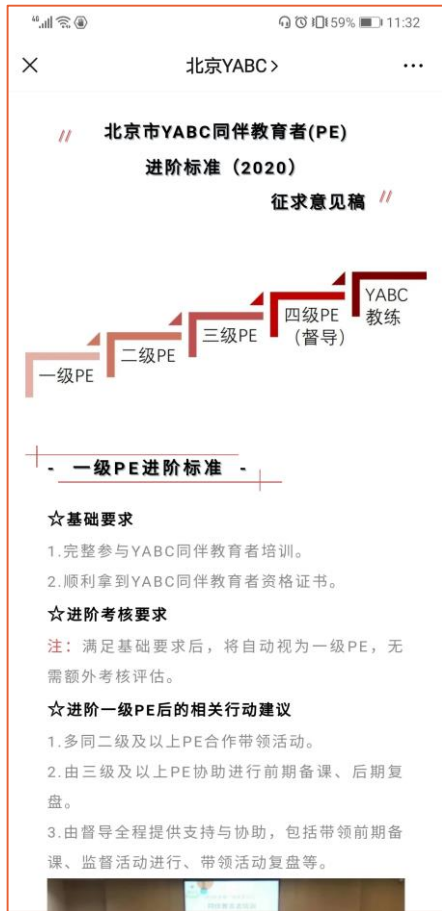 46
59%
11:32
北京YABC>
北京市YABC同伴教育者(PE)
进阶标准（2020）
征求意见稿
一级PE
二级PE
三级PE
四级PE
（督导）
YABC
教练
- 一级PE进阶标准 -
☆基础要求
1.完整参与YABC同伴教育者培训。
2.顺利拿到YABC同伴教育者资格证书。
☆进阶考核要求
注：满足基础要求后，将自动视为一级PE，无
需额外考核评估。
☆进阶一级PE后的相关行动建议
1.多同二级及以上PE合作带领活动。
2.由三级及以上PE协助进行前期备课、后期复
盘。
3.由督导全程提供支持与协助，包括带领前期备
课、监督活动进行、带领活动复盘等。